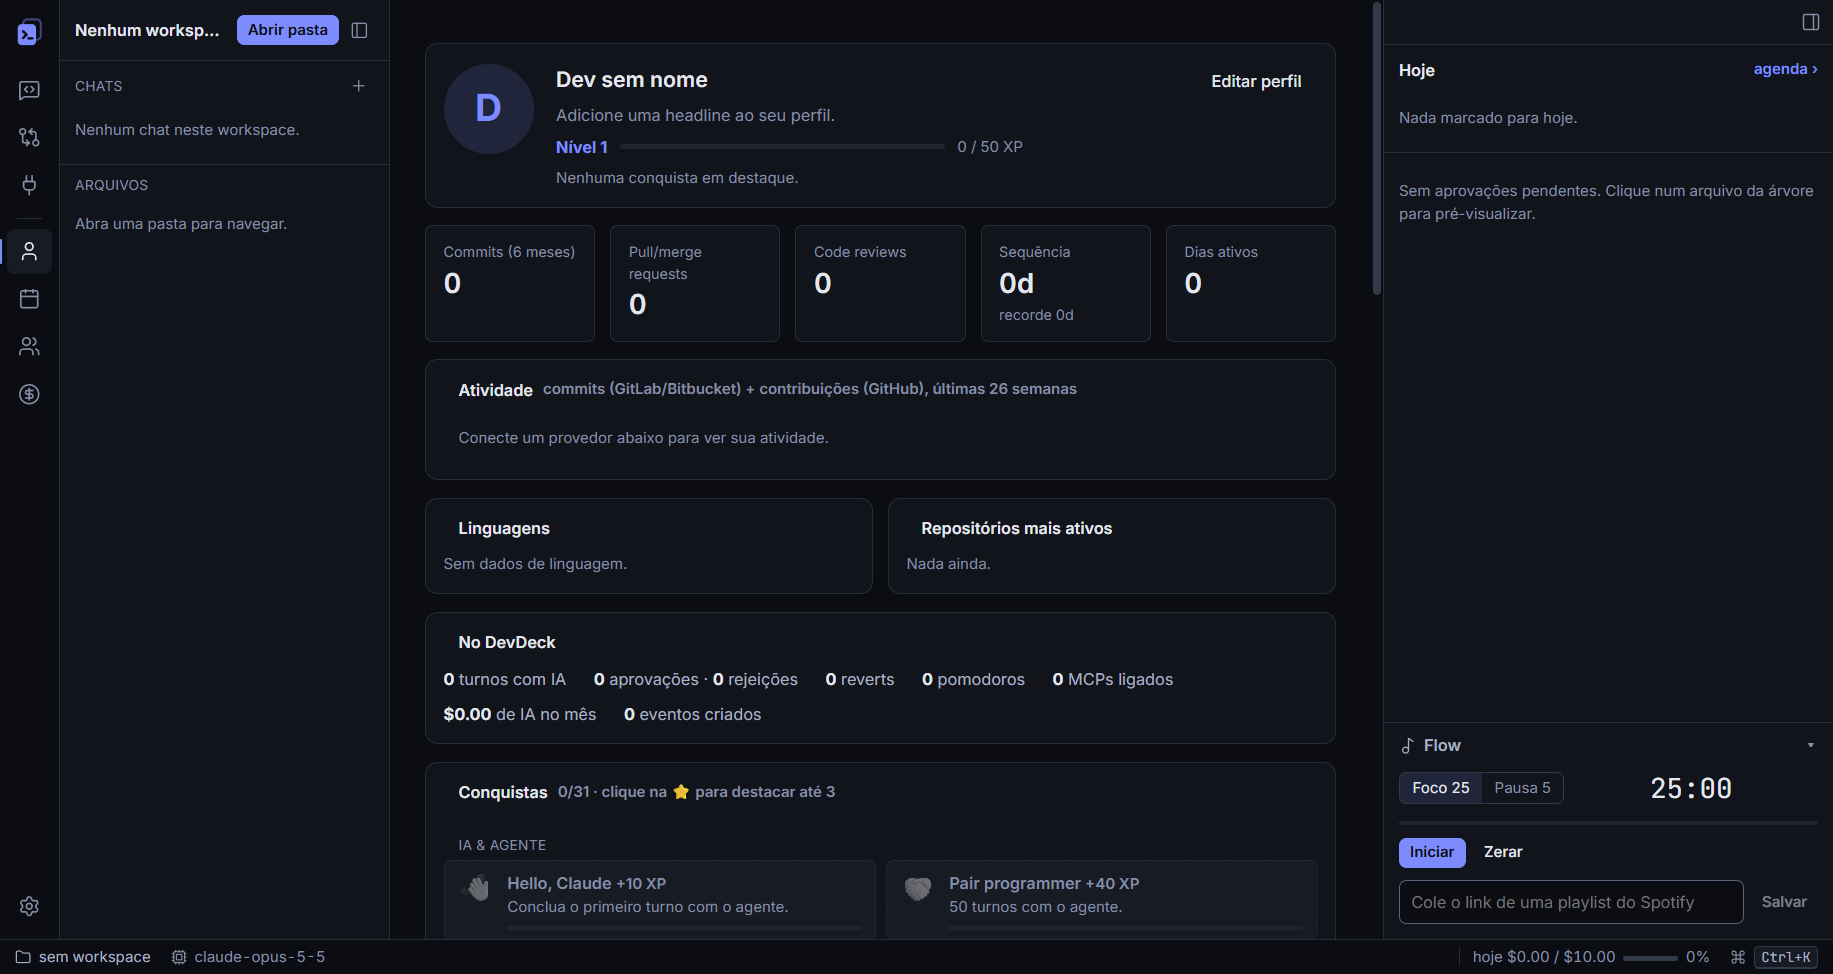 Nenhum worksp...
Abrir pasta
CHATS
Nenhum chat neste workspace.
ARQUIVOS
Abra uma pasta para navegar.
D
Dev sem nome
Editar perfil
Adicione uma headline ao seu perfil.
Nível 1
0 / 50 XP
Nenhuma conquista em destaque.
Commits (6 meses)
0
Pull/merge
requests
0
Code reviews
0
Sequência
0d
recorde 0d
Dias ativos
0
Atividade commits (GitLab/Bitbucket) + contribuições (GitHub), últimas 26 semanas
Conecte um provedor abaixo para ver sua atividade.
Linguagens
Sem dados de linguagem.
Repositórios mais ativos
Nada ainda.
No DevDeck
0 turnos com IA 0 aprovações · 0 rejeições 0 reverts 0 pomodoros 0 MCPs ligados
$0.00 de IA no mês 0 eventos criados
Conquistas 0/31 · clique na ⭐ para destacar até 3
IA & AGENTE
Hello, Claude +10 XP
Conclua o primeiro turno com o agente.
Pair programmer +40 XP
50 turnos com o agente.
Hoje
agenda ›
Nada marcado para hoje.
Sem aprovações pendentes. Clique num arquivo da árvore
para pré-visualizar.
Flow
Foco 25 Pausa 5
25:00
Iniciar Zerar
Cole o link de uma playlist do Spotify
Salvar
sem workspace
claude-opus-5-5
hoje $0.00 / $10.00
0%
⌘ Ctrl+K